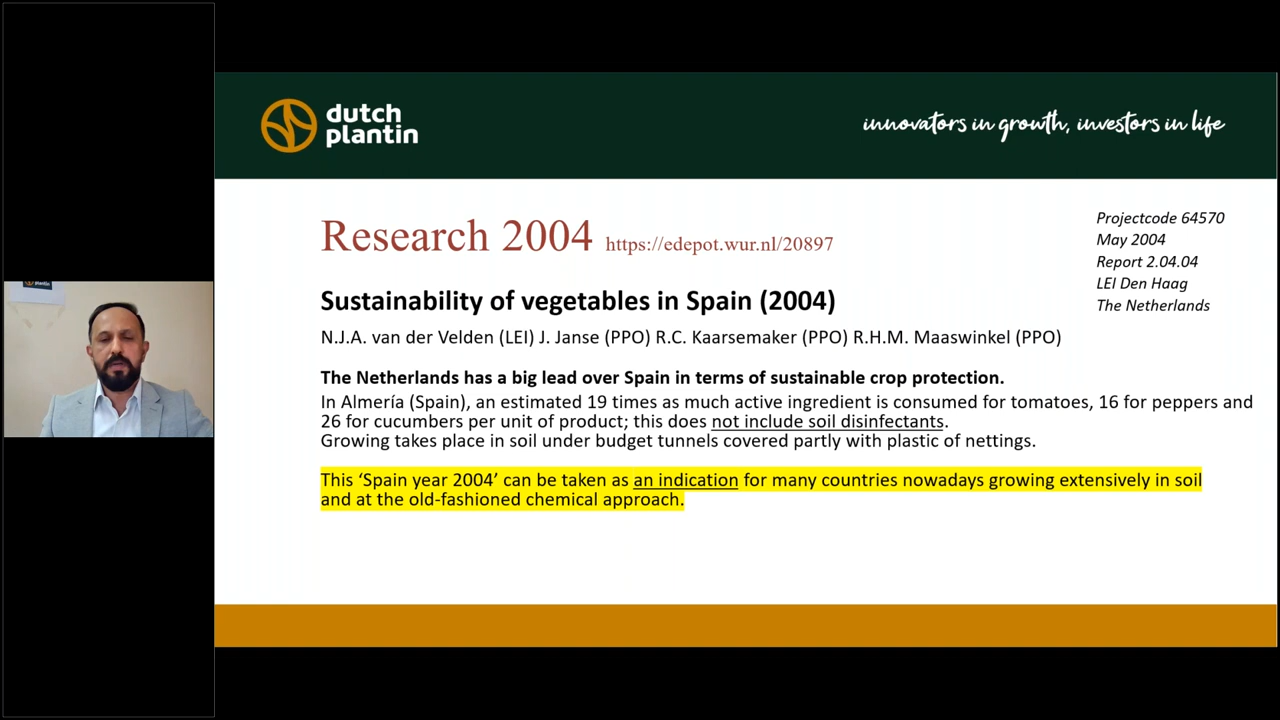 dutch
plantin
innovators in growth, investors in life
Research 2004 https://edepot.wur.nl/20897
Projectcode 64570
May 2004
Report 2.04.04
LEI Den Haag
The Netherlands
Sustainability of vegetables in Spain (2004)
N.J.A. van der Velden (LEI) J. Janse (PPO) R.C. Kaarsemaker (PPO) R.H.M. Maaswinkel (PPO)
The Netherlands has a big lead over Spain in terms of sustainable crop protection.
In Almería (Spain), an estimated 19 times as much active ingredient is consumed for tomatoes, 16 for peppers and
26 for cucumbers per unit of product; this does not include soil disinfectants.
Growing takes place in soil under budget tunnels covered partly with plastic of nettings.
This ‘Spain year 2004’ can be taken as an indication for many countries nowadays growing extensively in soil
and at the old-fashioned chemical approach.
plantin